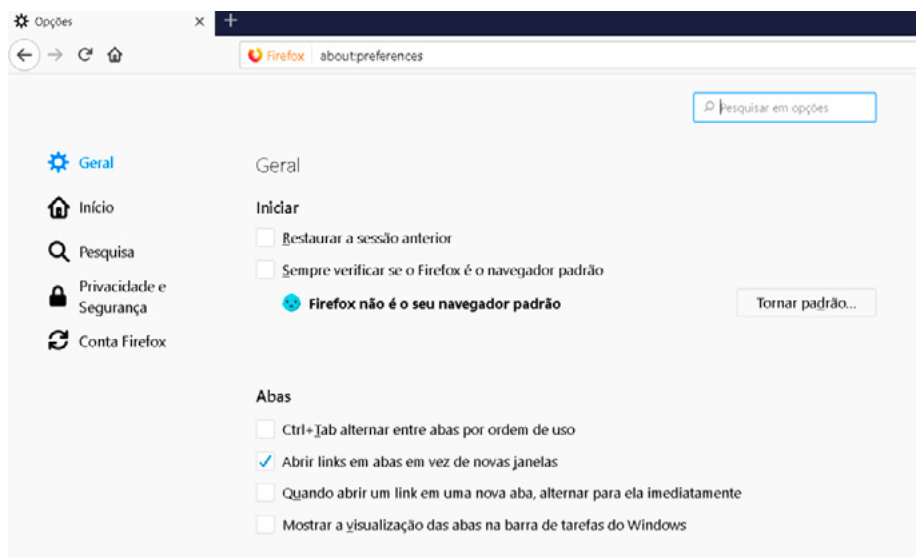 Opções
Firefox about:preferences
Pesquisar em opções
Geral
Início
Pesquisa
Privacidade e
Segurança
Conta Firefox
Geral
Iniciar
Restaurar a sessão anterior
Sempre verificar se o Firefox é o navegador padrão
Firefox não é o seu navegador padrão
Tornar padrão...
Abas
Ctrl+Tab alternar entre abas por ordem de uso
Abrir links em abas em vez de novas janelas
Quando abrir um link em uma nova aba, alternar para ela imediatamente
Mostrar a visualização das abas na barra de tarefas do Windows